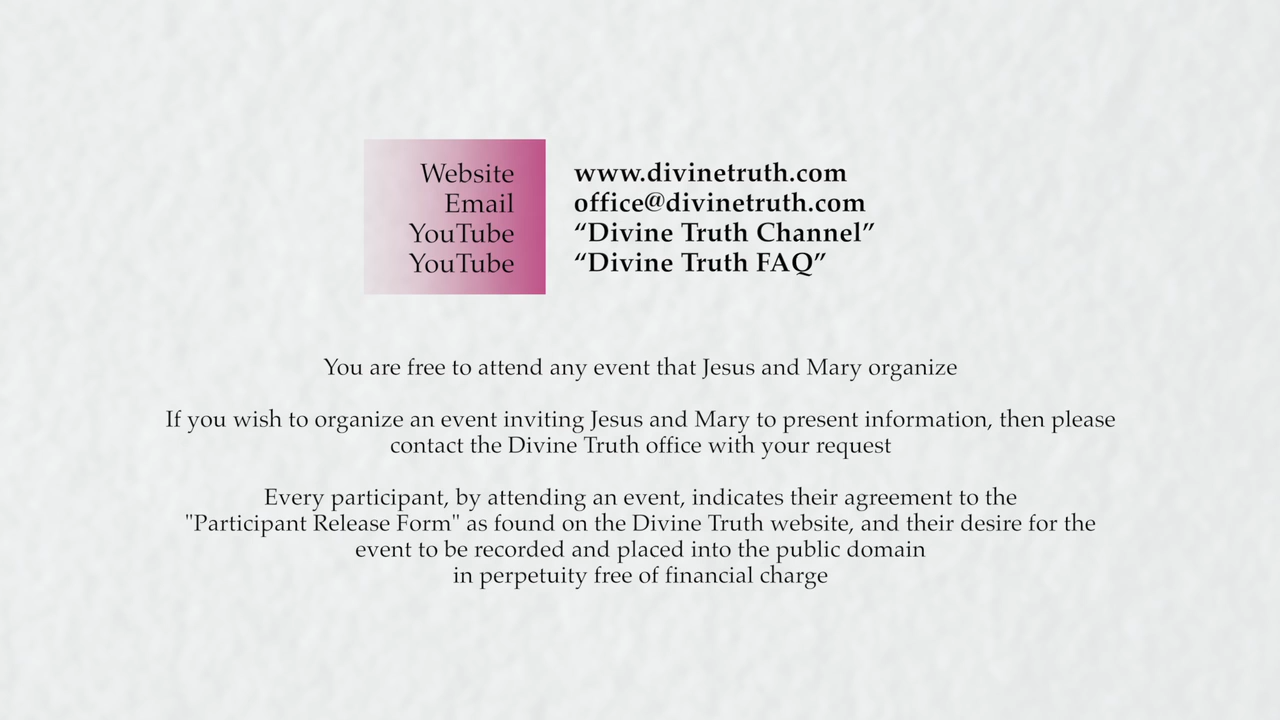 Website www.divinetruth.com
Email office@divinetruth.com
YouTube “Divine Truth Channel”
YouTube “Divine Truth FAQ”
You are free to attend any event that Jesus and Mary organize
If you wish to organize an event inviting Jesus and Mary to present information, then please
contact the Divine Truth office with your request
Every participant, by attending an event, indicates their agreement to the
"Participant Release Form" as found on the Divine Truth website, and their desire for the
event to be recorded and placed into the public domain
in perpetuity free of financial charge